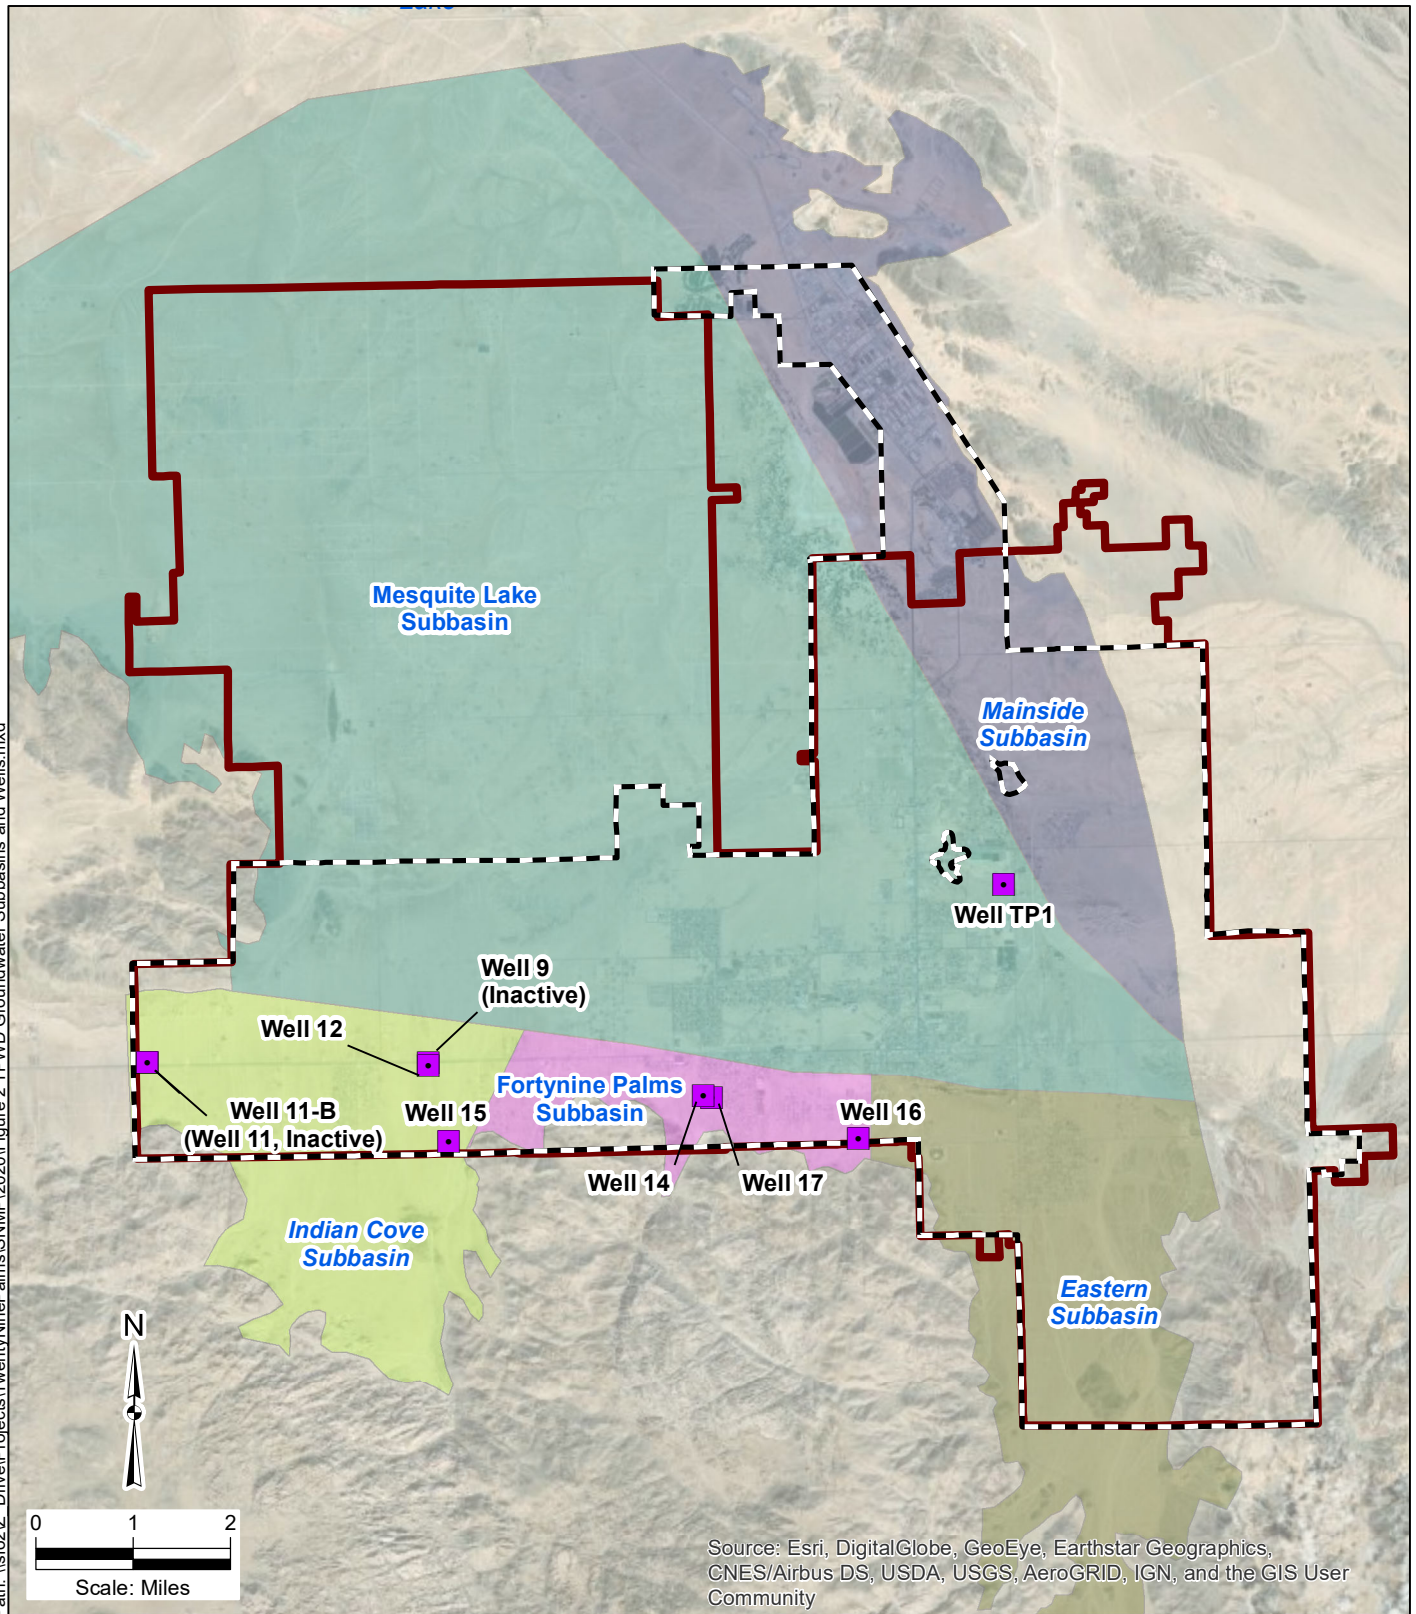 Lake
Mesquite Lake
Subbasin
Mainside
Subbasin
Well TP1
Well 9
(Inactive)
Well 12
Fortynine Palms
Subbasin
Well 15
Well 16
Well 11-B
(Well 11, Inactive)
Well 14
Well 17
Indian Cove
Subbasin
Eastern
Subbasin
N
0 1 2
Scale: Miles
Source: Esri, DigitalGlobe, GeoEye, Earthstar Geographics,
CNES/Airbus DS, USDA, USGS, AeroGRID, IGN, and the GIS User
Community